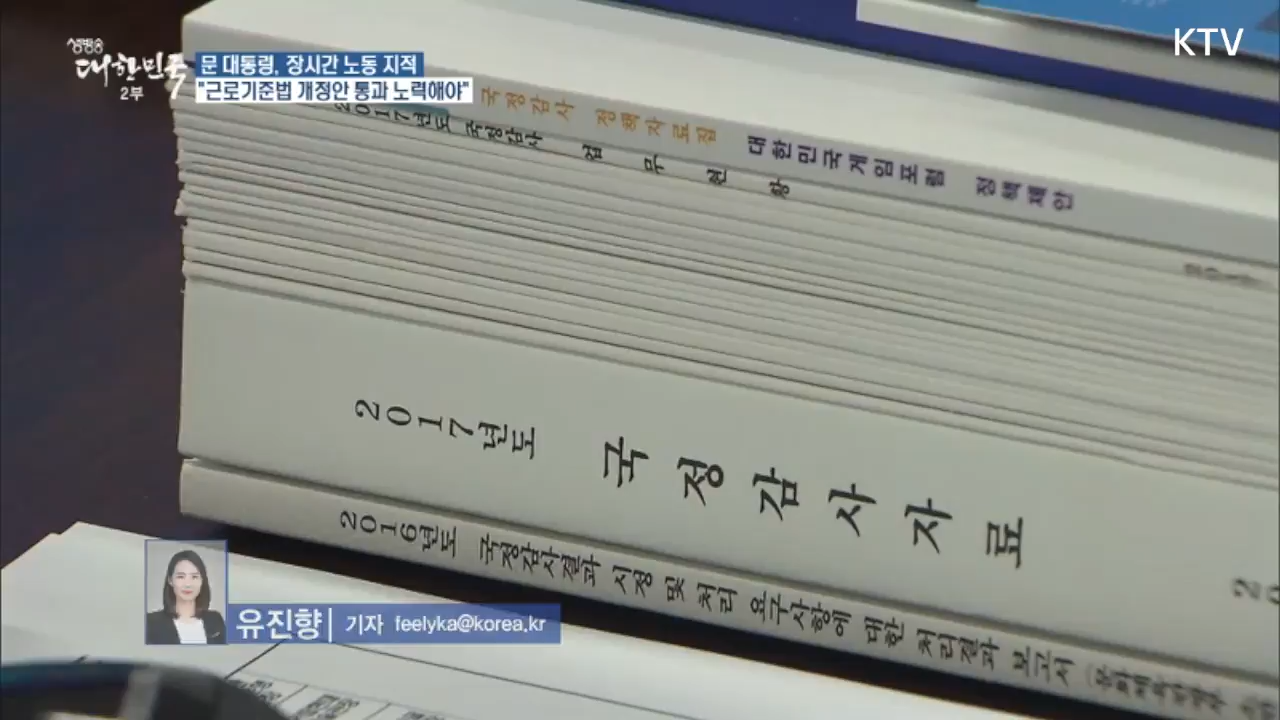 KTV
생방송
대한민국
2부
문 대통령, 장시간 노동 지적
"근로기준법 개정안 통과 노력해야"
국정감사 정책자료집 대한민국게임포럼 정책제안
2017년도 국정감사 업무현황
2017년도 국정감사자료
2016년도 국정감사결과 시정 및 처리 요구사항에 대한 처리결과 보고서
유진향 기자 feelyka@korea.kr